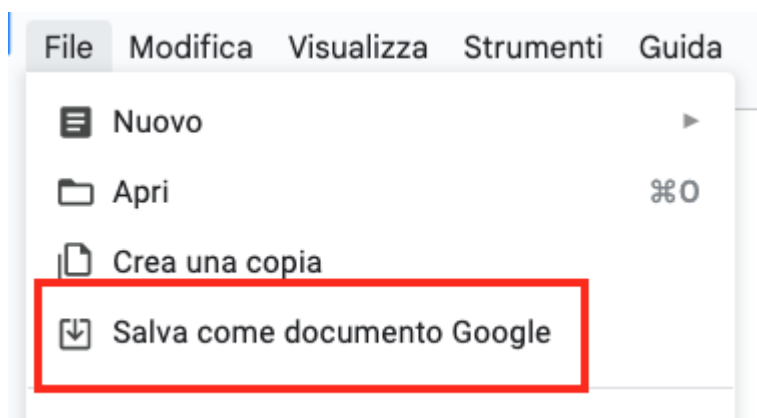 File Modifica Visualizza Strumenti Guida
Nuovo
Apri ⌘O
Crea una copia
Salva come documento Google